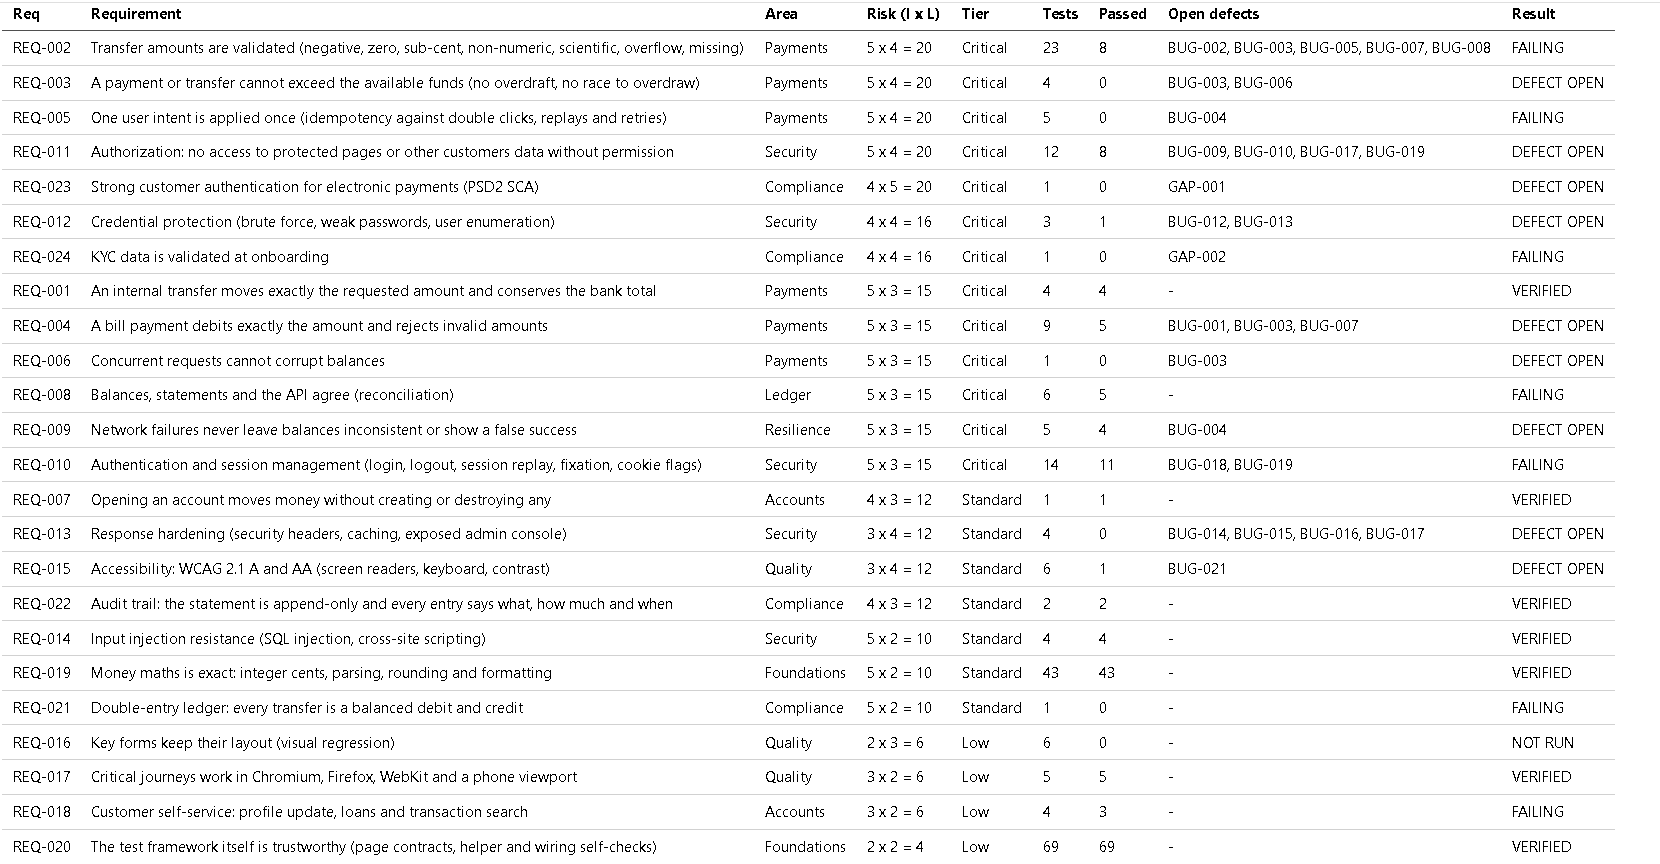 Req Requirement Area Risk (I x L) Tier Tests Passed Open defects Result
REQ-002 Transfer amounts are validated (negative, zero, sub-cent, non-numeric, scientific, overflow, missing) Payments 5 x 4 = 20 Critical 23 8 BUG-002, BUG-003, BUG-005, BUG-007, BUG-008 FAILING
REQ-003 A payment or transfer cannot exceed the available funds (no overdraft, no race to overdraw) Payments 5 x 4 = 20 Critical 4 0 BUG-003, BUG-006 DEFECT OPEN
REQ-005 One user intent is applied once (idempotency against double clicks, replays and retries) Payments 5 x 4 = 20 Critical 5 0 BUG-004 FAILING
REQ-011 Authorization: no access to protected pages or other customers data without permission Security 5 x 4 = 20 Critical 12 8 BUG-009, BUG-010, BUG-017, BUG-019 DEFECT OPEN
REQ-023 Strong customer authentication for electronic payments (PSD2 SCA) Compliance 4 x 5 = 20 Critical 1 0 GAP-001 DEFECT OPEN
REQ-012 Credential protection (brute force, weak passwords, user enumeration) Security 4 x 4 = 16 Critical 3 1 BUG-012, BUG-013 DEFECT OPEN
REQ-024 KYC data is validated at onboarding Compliance 4 x 4 = 16 Critical 1 0 GAP-002 FAILING
REQ-001 An internal transfer moves exactly the requested amount and conserves the bank total Payments 5 x 3 = 15 Critical 4 4 - VERIFIED
REQ-004 A bill payment debits exactly the amount and rejects invalid amounts Payments 5 x 3 = 15 Critical 9 5 BUG-001, BUG-003, BUG-007 DEFECT OPEN
REQ-006 Concurrent requests cannot corrupt balances Payments 5 x 3 = 15 Critical 1 0 BUG-003 DEFECT OPEN
REQ-008 Balances, statements and the API agree (reconciliation) Ledger 5 x 3 = 15 Critical 6 5 - FAILING
REQ-009 Network failures never leave balances inconsistent or show a false success Resilience 5 x 3 = 15 Critical 5 4 BUG-004 DEFECT OPEN
REQ-010 Authentication and session management (login, logout, session replay, fixation, cookie flags) Security 5 x 3 = 15 Critical 14 11 BUG-018, BUG-019 FAILING
REQ-007 Opening an account moves money without creating or destroying any Accounts 4 x 3 = 12 Standard 1 1 - VERIFIED
REQ-013 Response hardening (security headers, caching, exposed admin console) Security 3 x 4 = 12 Standard 4 0 BUG-014, BUG-015, BUG-016, BUG-017 DEFECT OPEN
REQ-015 Accessibility: WCAG 2.1 A and AA (screen readers, keyboard, contrast) Quality 3 x 4 = 12 Standard 6 1 BUG-021 DEFECT OPEN
REQ-022 Audit trail: the statement is append-only and every entry says what, how much and when Compliance 4 x 3 = 12 Standard 2 2 - VERIFIED
REQ-014 Input injection resistance (SQL injection, cross-site scripting) Security 5 x 2 = 10 Standard 4 4 - VERIFIED
REQ-019 Money maths is exact: integer cents, parsing, rounding and formatting Foundations 5 x 2 = 10 Standard 43 43 - VERIFIED
REQ-021 Double-entry ledger: every transfer is a balanced debit and credit Compliance 5 x 2 = 10 Standard 1 0 - FAILING
REQ-016 Key forms keep their layout (visual regression) Quality 2 x 3 = 6 Low 6 0 - NOT RUN
REQ-017 Critical journeys work in Chromium, Firefox, WebKit and a phone viewport Quality 3 x 2 = 6 Low 5 5 - VERIFIED
REQ-018 Customer self-service: profile update, loans and transaction search Accounts 3 x 2 = 6 Low 4 3 - FAILING
REQ-020 The test framework itself is trustworthy (page contracts, helper and wiring self-checks) Foundations 2 x 2 = 4 Low 69 69 - VERIFIED